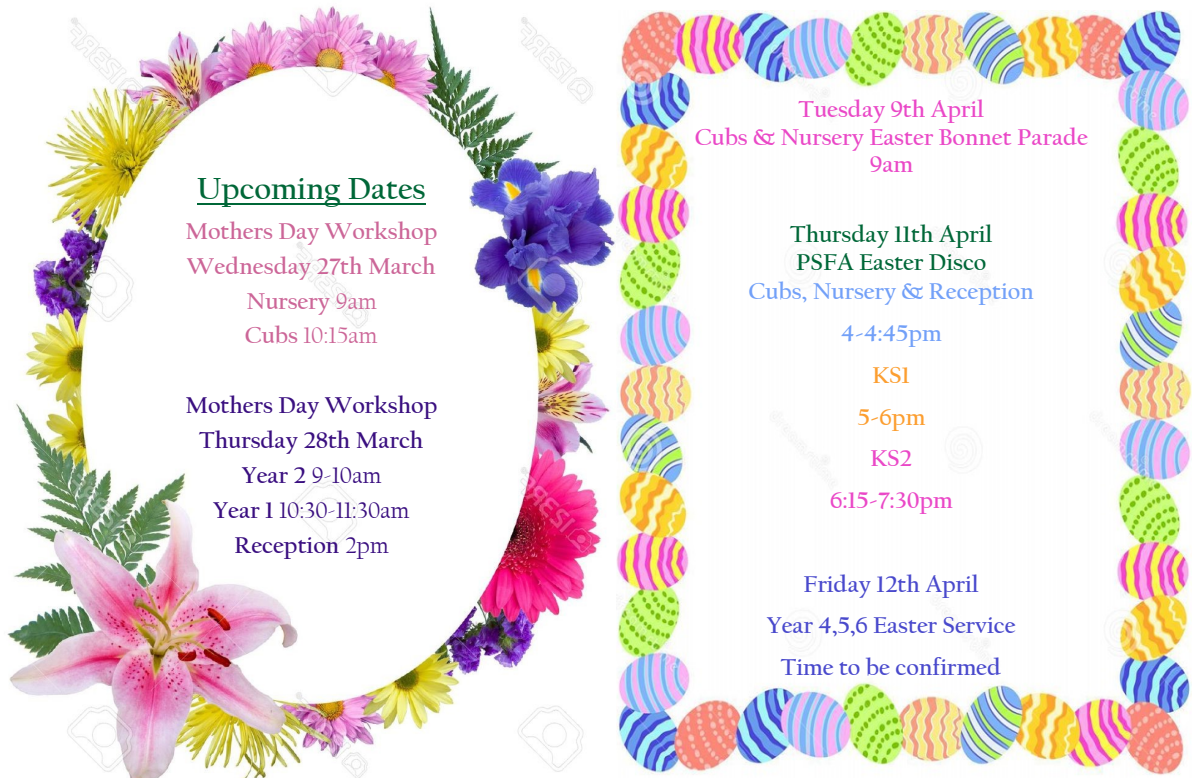 Upcoming Dates
Mothers Day Workshop
Wednesday 27th March
Nursery 9am
Cubs 10:15am
Mothers Day Workshop
Thursday 28th March
Year 2 9-10am
Year 1 10:30-11:30am
Reception 2pm
Tuesday 9th April
Cubs & Nursery Easter Bonnet Parade
9am
Thursday 11th April
PSFA Easter Disco
Cubs, Nursery & Reception
4-4:45pm
KS1
5-6pm
KS2
6:15-7:30pm
Friday 12th April
Year 4,5,6 Easter Service
Time to be confirmed